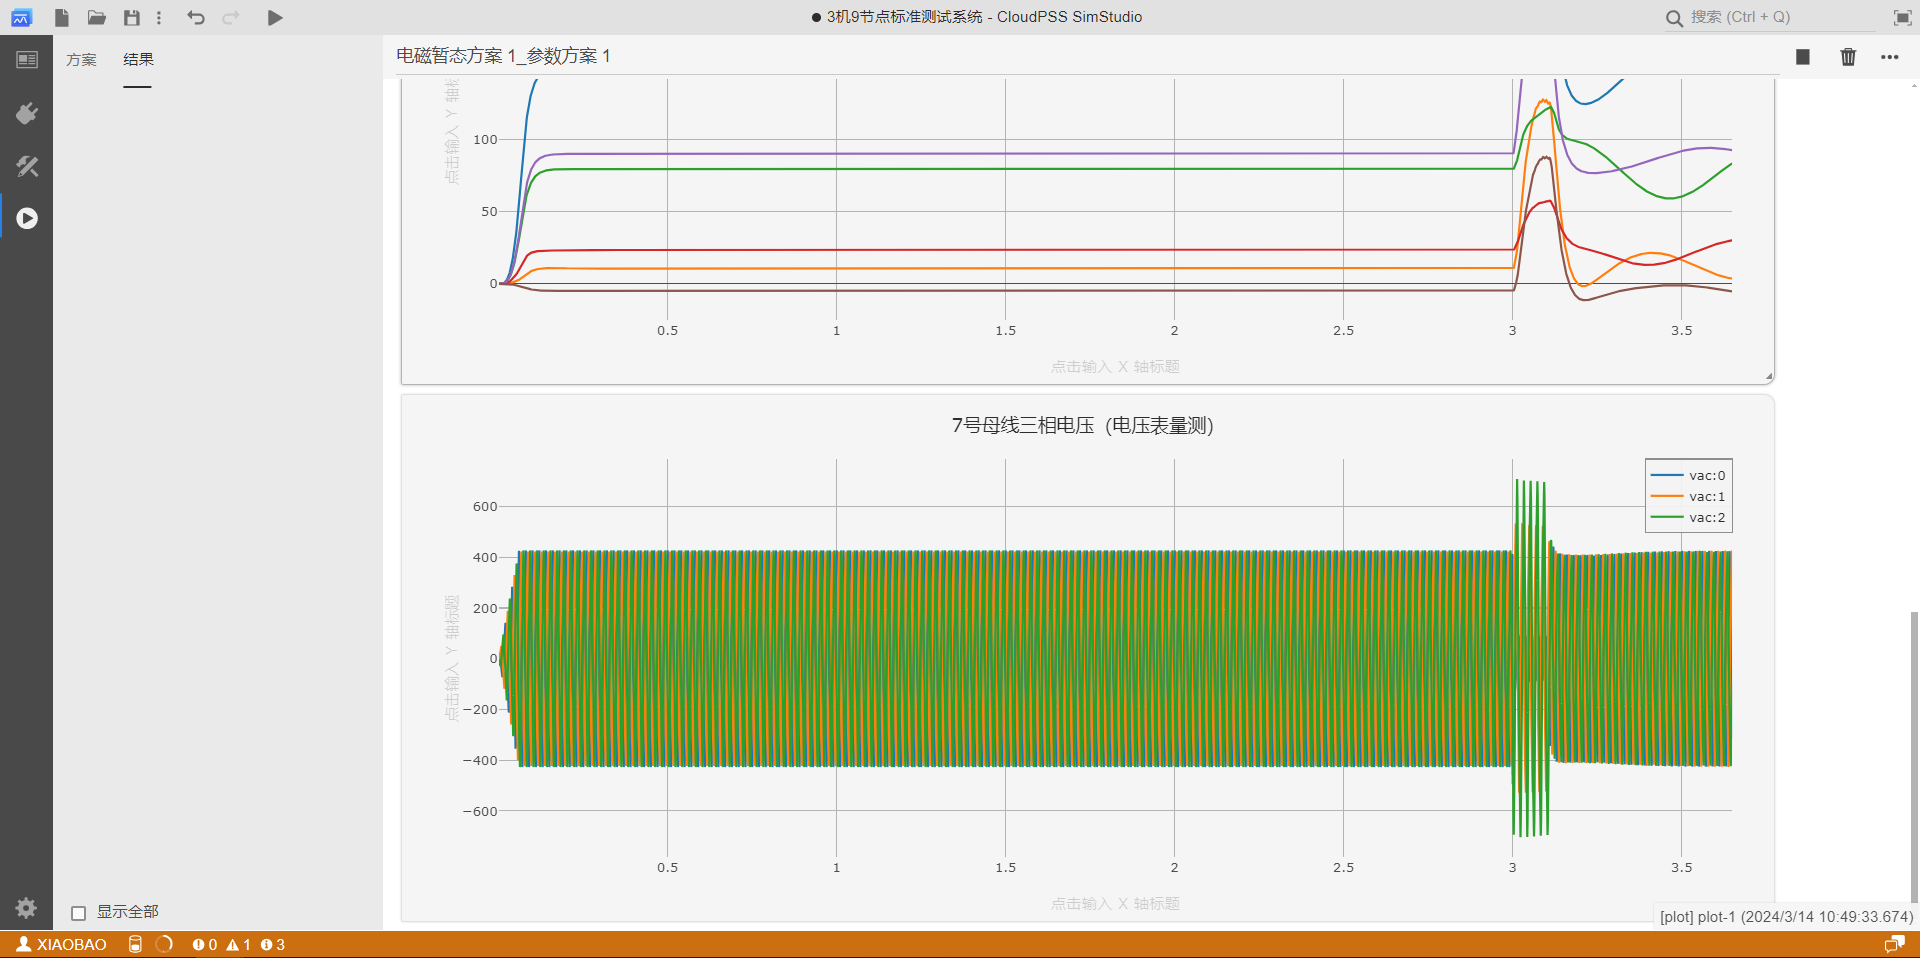 ● 3机9节点标准测试系统 - CloudPSS SimStudio
搜索 (Ctrl + Q)
方案
结果
电磁暂态方案 1_参数方案 1
点击输入 Y 轴标
100
50
0
0.5
1
1.5
2
2.5
3
3.5
点击输入 X 轴标题
7号母线三相电压（电压表量测）
vac:0
vac:1
vac:2
点击输入 Y 轴标题
600
400
200
0
−200
−400
−600
0.5
1
1.5
2
2.5
3
3.5
点击输入 X 轴标题
显示全部
[plot] plot-1 (2024/3/14 10:49:33.674)
XIAOBAO
0
1
3